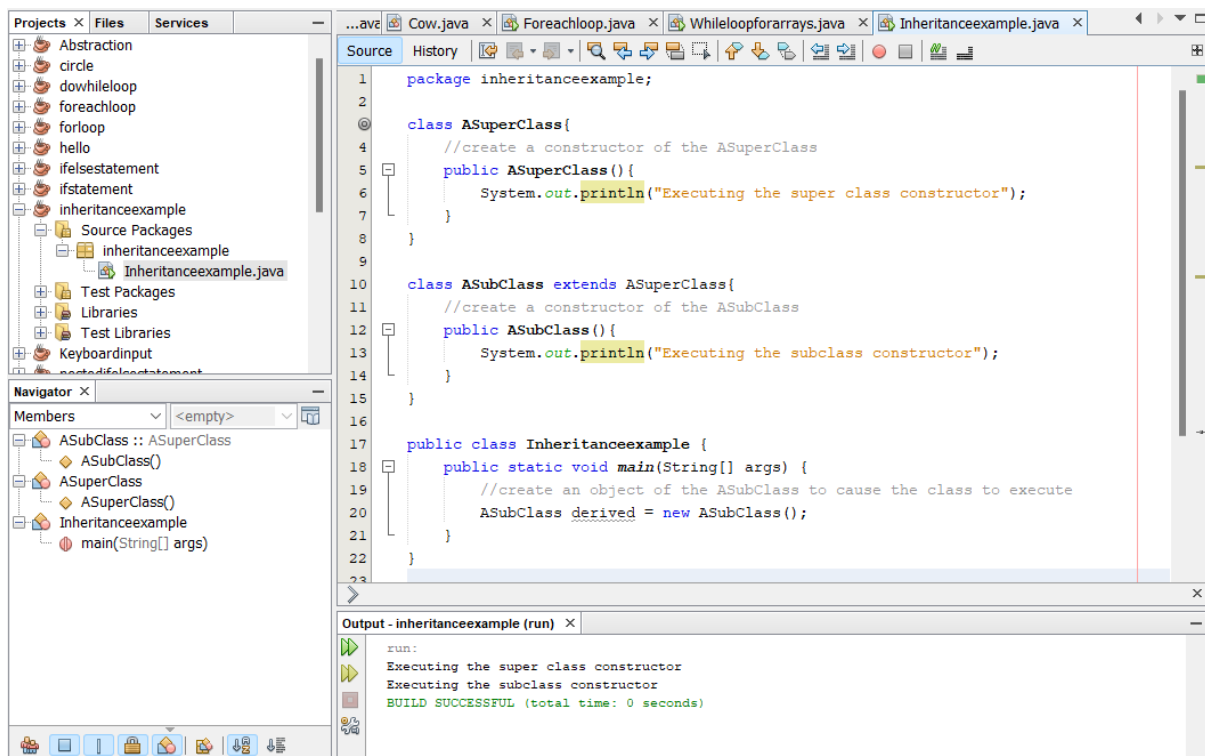 Projects Files Services
Abstraction
circle
dowhileloop
foreachloop
forloop
hello
ifelsestatement
ifstatement
inheritanceexample
Source Packages
inheritanceexample
Inheritanceexample.java
Test Packages
Libraries
Test Libraries
Keyboardinput
nestedifelsestatement
Navigator
Members <empty>
ASubClass :: ASuperClass
ASubClass()
ASuperClass
ASuperClass()
Inheritanceexample
main(String[] args)
...ava Cow.java Foreachloop.java Whileloopforarrays.java Inheritanceexample.java
Source History
1 package inheritanceexample;
2
class ASuperClass{
4 //create a constructor of the ASuperClass
5 public ASuperClass(){
6 System.out.println("Executing the super class constructor");
7 }
8 }
9
10 class ASubClass extends ASuperClass{
11 //create a constructor of the ASubClass
12 public ASubClass(){
13 System.out.println("Executing the subclass constructor");
14 }
15 }
16
17 public class Inheritanceexample {
18 public static void main(String[] args) {
19 //create an object of the ASubClass to cause the class to execute
20 ASubClass derived = new ASubClass();
21 }
22 }
23
Output - inheritanceexample (run)
run:
Executing the super class constructor
Executing the subclass constructor
BUILD SUCCESSFUL (total time: 0 seconds)